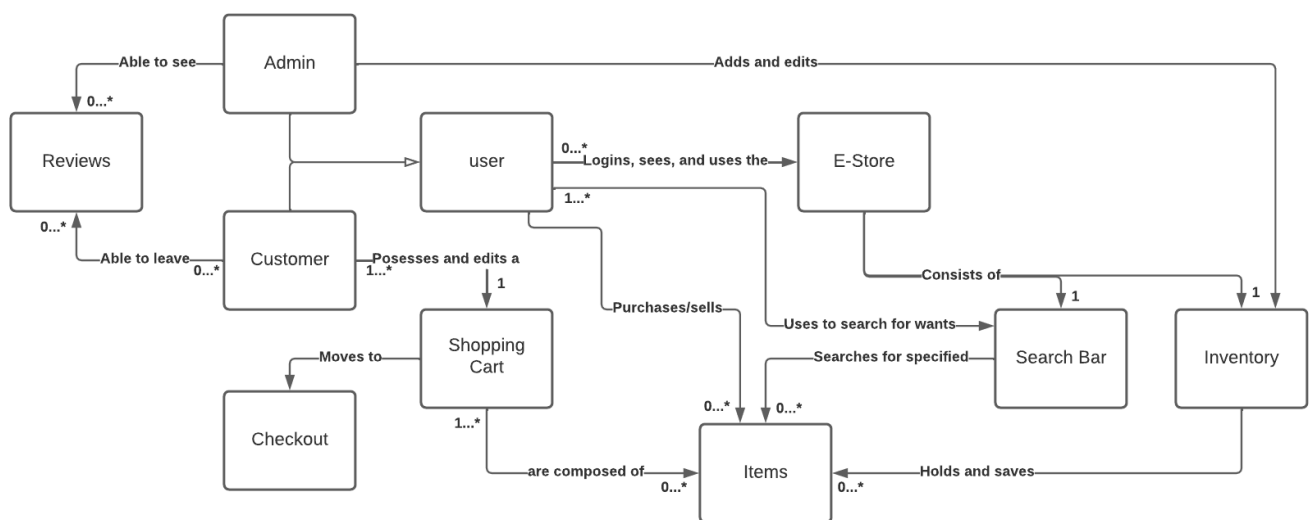 Admin
Able to see
Adds and edits
0...*
Reviews
user
0...*
Logins, sees, and uses the
E-Store
1...*
0...*
Able to leave
0...*
Customer
1...*
Posesses and edits a
1
Consists of
1
1
Purchases/sells
Uses to search for wants
Shopping
Cart
Moves to
Searches for specified
Search Bar
Inventory
Checkout
1...*
0...*
0...*
are composed of
0...*
Items
Holds and saves
0...*